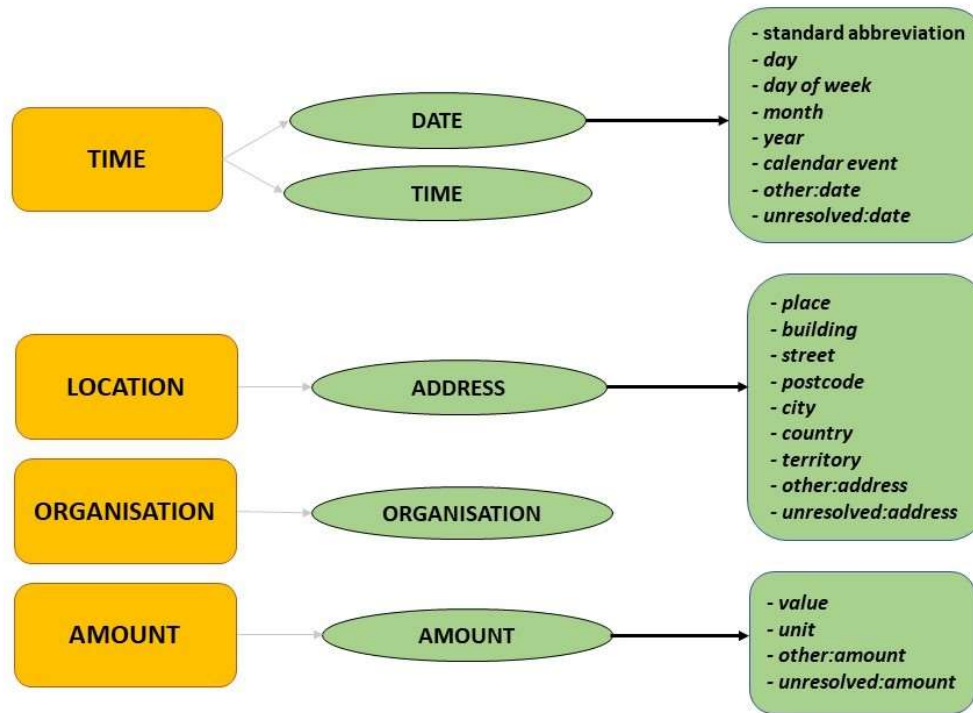 TIME
DATE
TIME
- standard abbreviation
- day
- day of week
- month
- year
- calendar event
- other:date
- unresolved:date
LOCATION
ADDRESS
- place
- building
- street
- postcode
- city
- country
- territory
- other:address
- unresolved:address
ORGANISATION
ORGANISATION
AMOUNT
AMOUNT
- value
- unit
- other:amount
- unresolved:amount